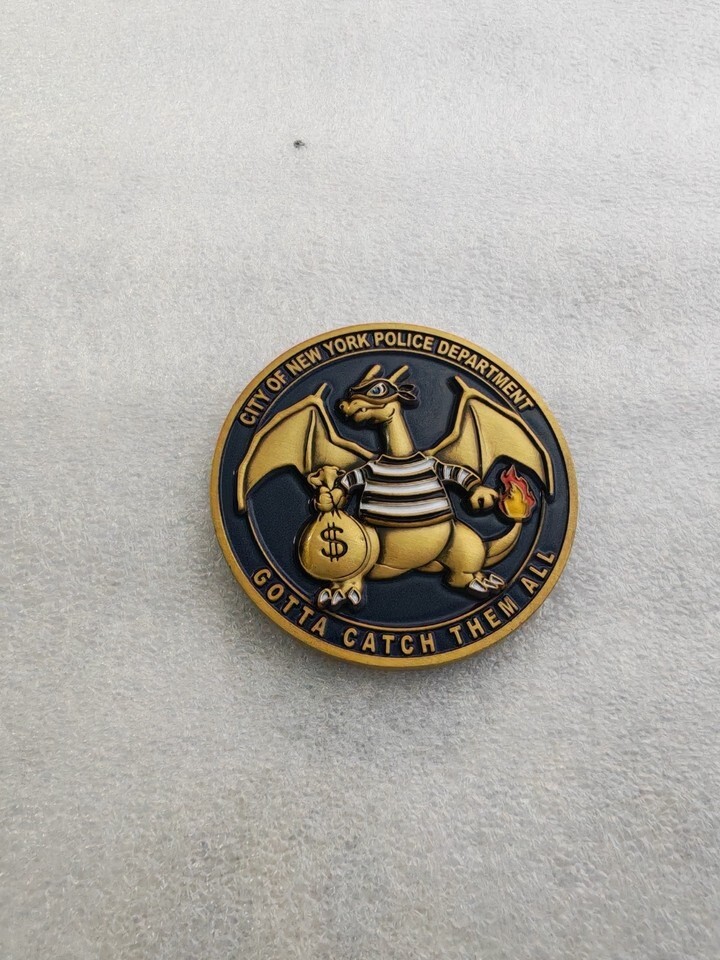 CITY OF NEW YORK POLICE DEPARTMENT
$
GOTTA CATCH THEM ALL